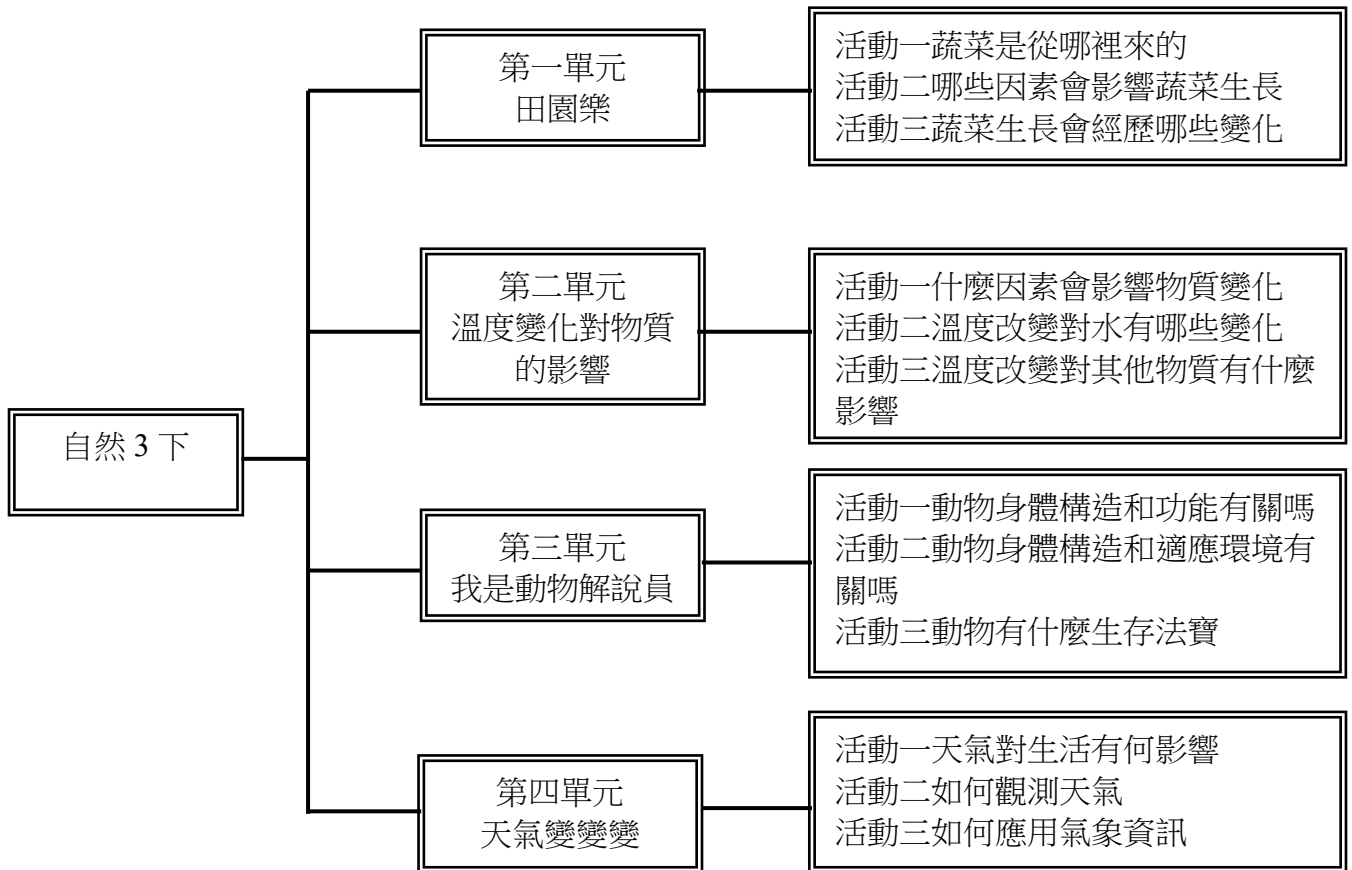 第一單元
田園樂
活動一蔬菜是從哪裡來的
活動二哪些因素會影響蔬菜生長
活動三蔬菜生長會經歷哪些變化
第二單元
溫度變化對物質
的影響
活動一什麼因素會影響物質變化
活動二溫度改變對水有哪些變化
活動三溫度改變對其他物質有什麼
影響
自然 3 下
第三單元
我是動物解說員
活動一動物身體構造和功能有關嗎
活動二動物身體構造和適應環境有
關嗎
活動三動物有什麼生存法寶
第四單元
天氣變變變
活動一天氣對生活有何影響
活動二如何觀測天氣
活動三如何應用氣象資訊